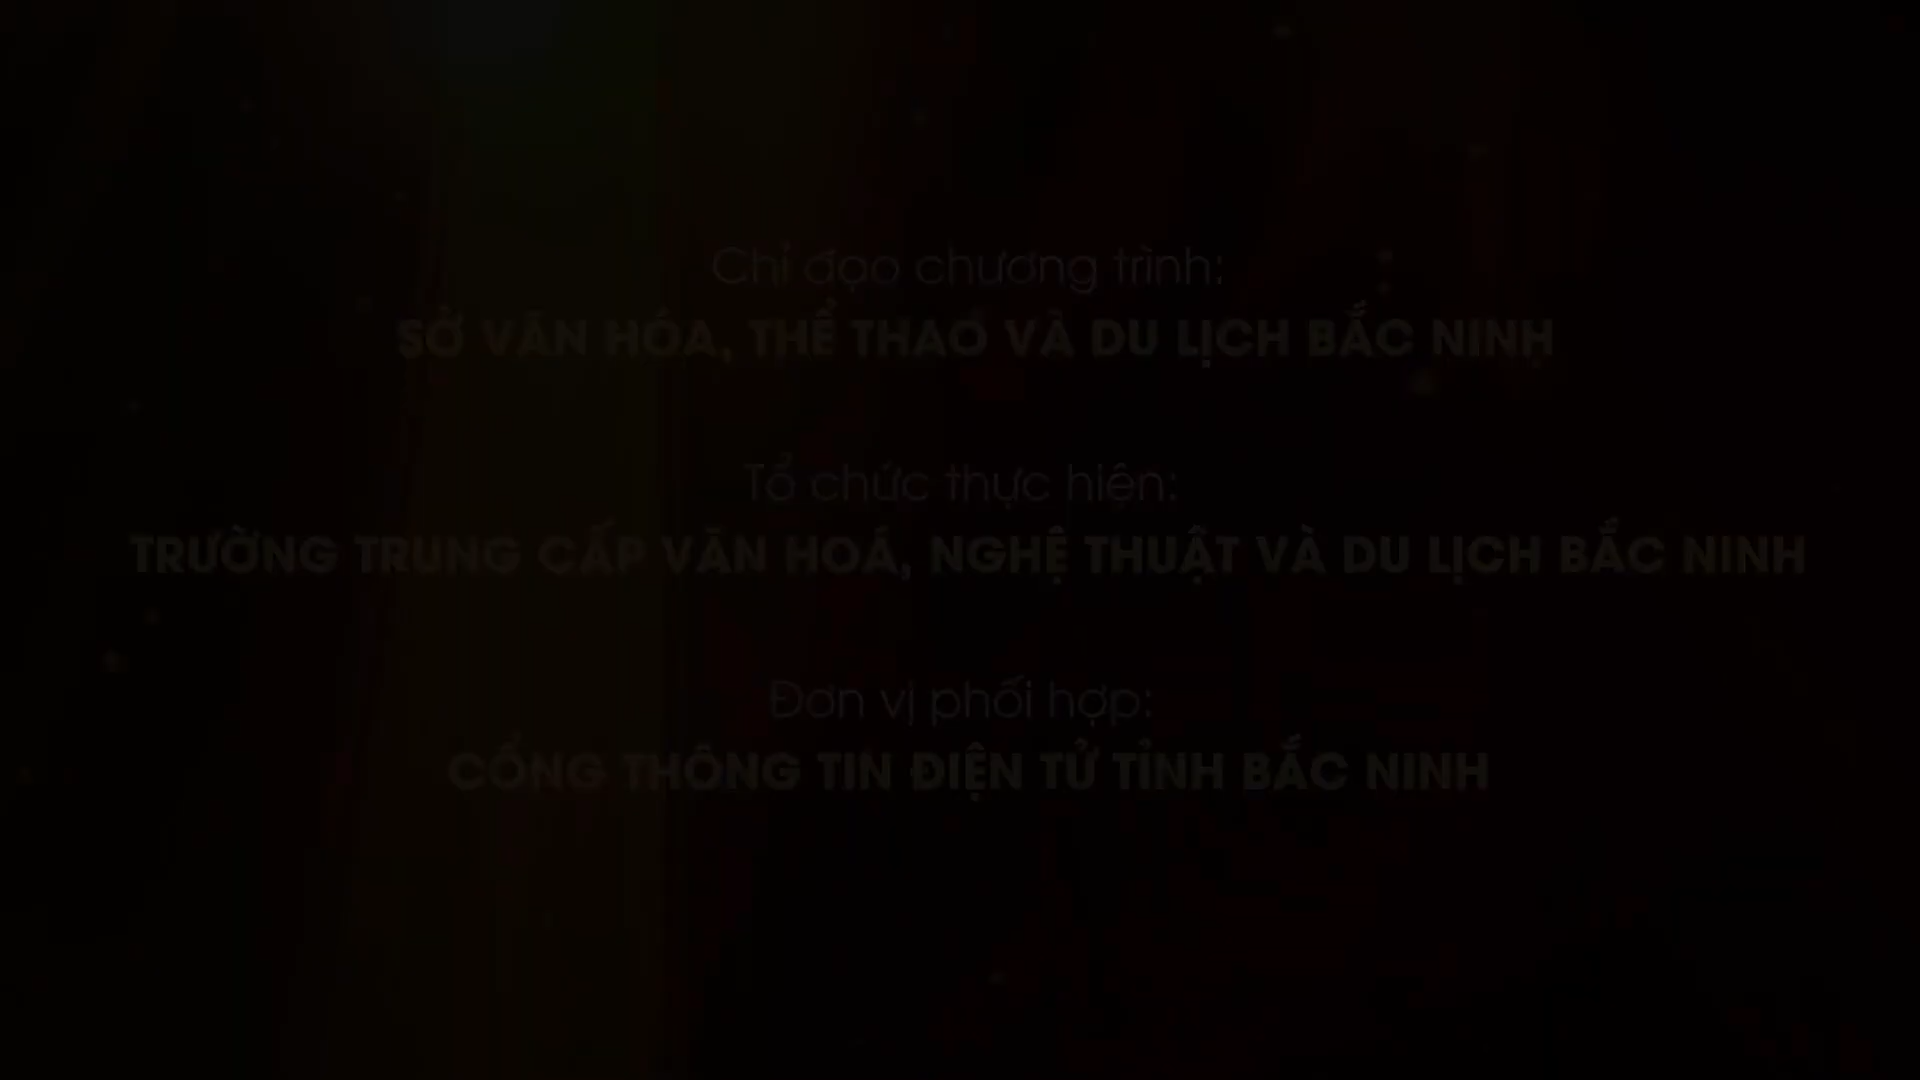 Chỉ đạo chương trình:
SỞ VĂN HÓA, THỂ THAO VÀ DU LỊCH BẮC NINH
Tổ chức thực hiện:
TRƯỜNG TRUNG CẤP VĂN HOÁ, NGHỆ THUẬT VÀ DU LỊCH BẮC NINH
Đơn vị phối hợp:
CỔNG THÔNG TIN ĐIỆN TỬ TỈNH BẮC NINH